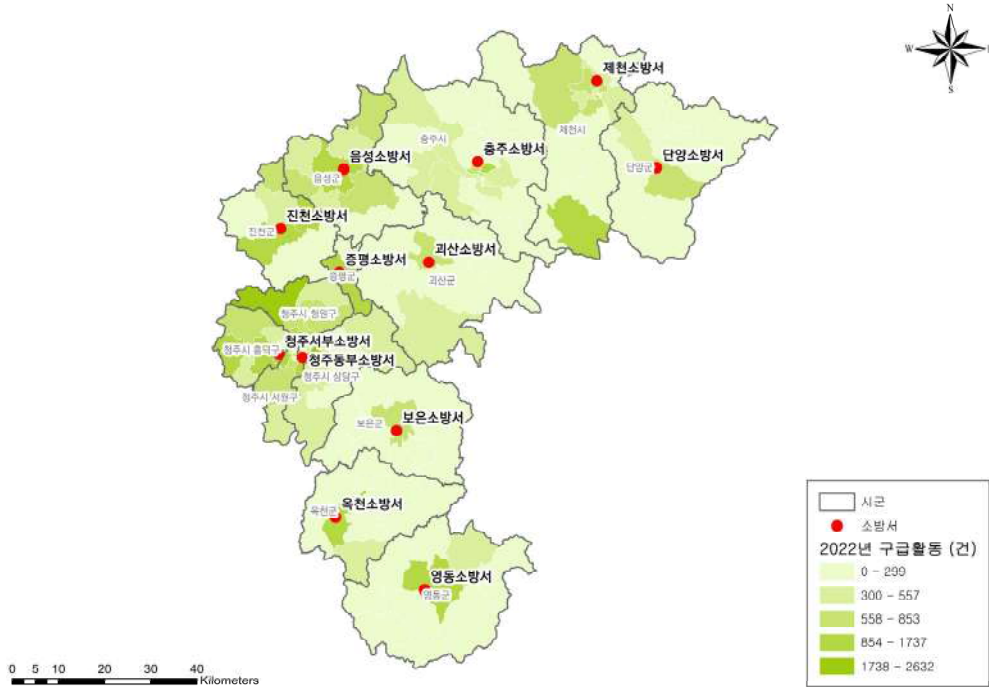 N
W
S
제천소방서
제천시
충주시
충주소방서
단양소방서
단양군
음성소방서
음성군
진천소방서
진천군
괴산소방서
괴산군
증평소방서
증평군
청주시 청원구
청주서부소방서
청주시 흥덕구
청주동부소방서
청주시 상당구
청주시 서원구
보은소방서
보은군
옥천소방서
옥천군
영동소방서
영동군
시군
소방서
2022년 구급활동 (건)
0 - 299
300 - 557
558 - 853
854 - 1737
1738 - 2632
0 5 10 20 30 40
Kilometers